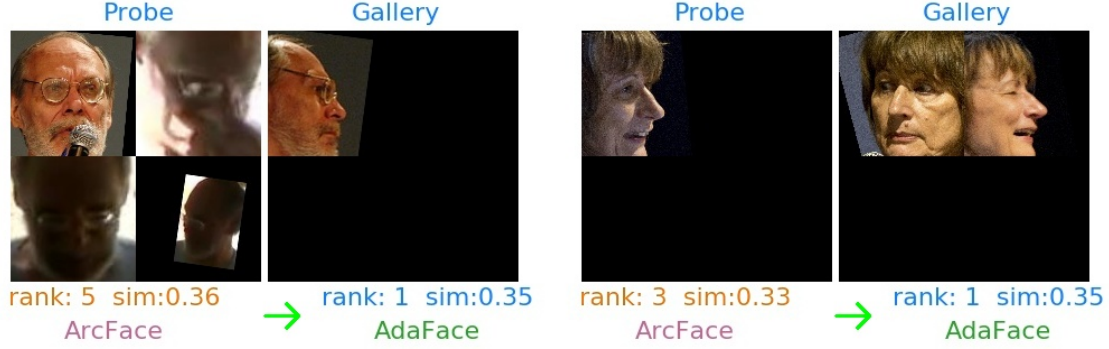 Probe Gallery Probe Gallery
rank: 5 sim:0.36 rank: 1 sim:0.35 rank: 3 sim:0.33 rank: 1 sim:0.35
ArcFace AdaFace ArcFace AdaFace